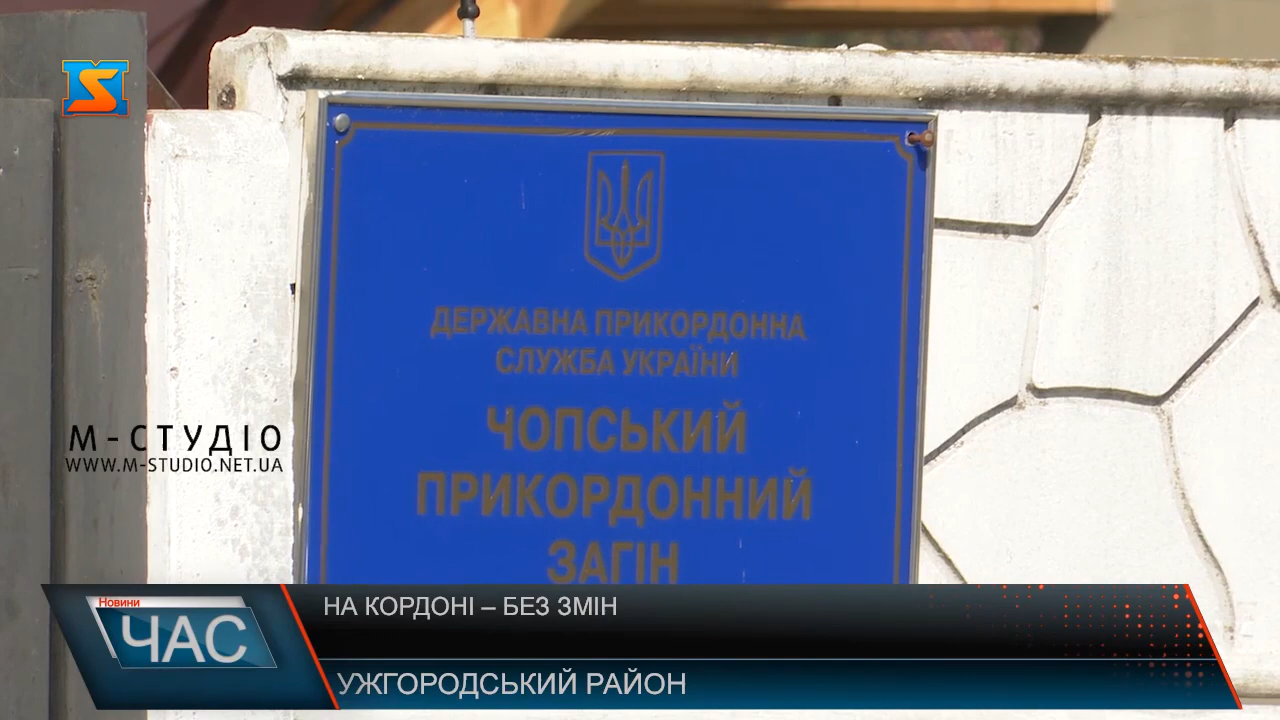 ДЕРЖАВНА ПРИКОРДОННА
СЛУЖБА УКРАЇНИ
ЧОПСЬКИЙ
ПРИКОРДОННИЙ
ЗАГІН
М-СТУДІО
WWW.M-STUDIO.NET.UA
Новини
ЧАС
НА КОРДОНІ – БЕЗ ЗМІН
УЖГОРОДСЬКИЙ РАЙОН